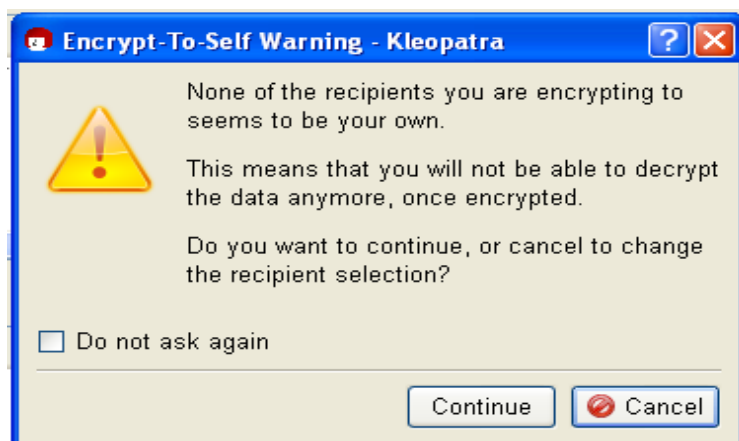 Encrypt-To-Self Warning - Kleopatra
None of the recipients you are encrypting to
seems to be your own.
This means that you will not be able to decrypt
the data anymore, once encrypted.
Do you want to continue, or cancel to change
the recipient selection?
Do not ask again
Continue
Cancel